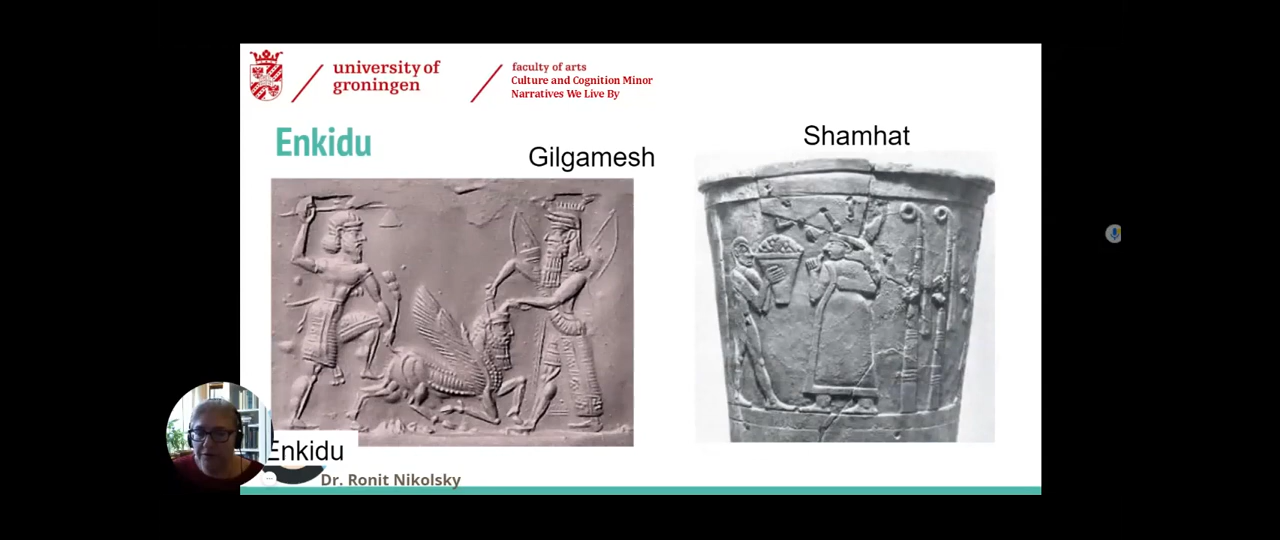 university of
groningen
faculty of arts
Culture and Cognition Minor
Narratives We Live By
Enkidu
Gilgamesh
Shamhat
Enkidu
Dr. Ronit Nikolsky